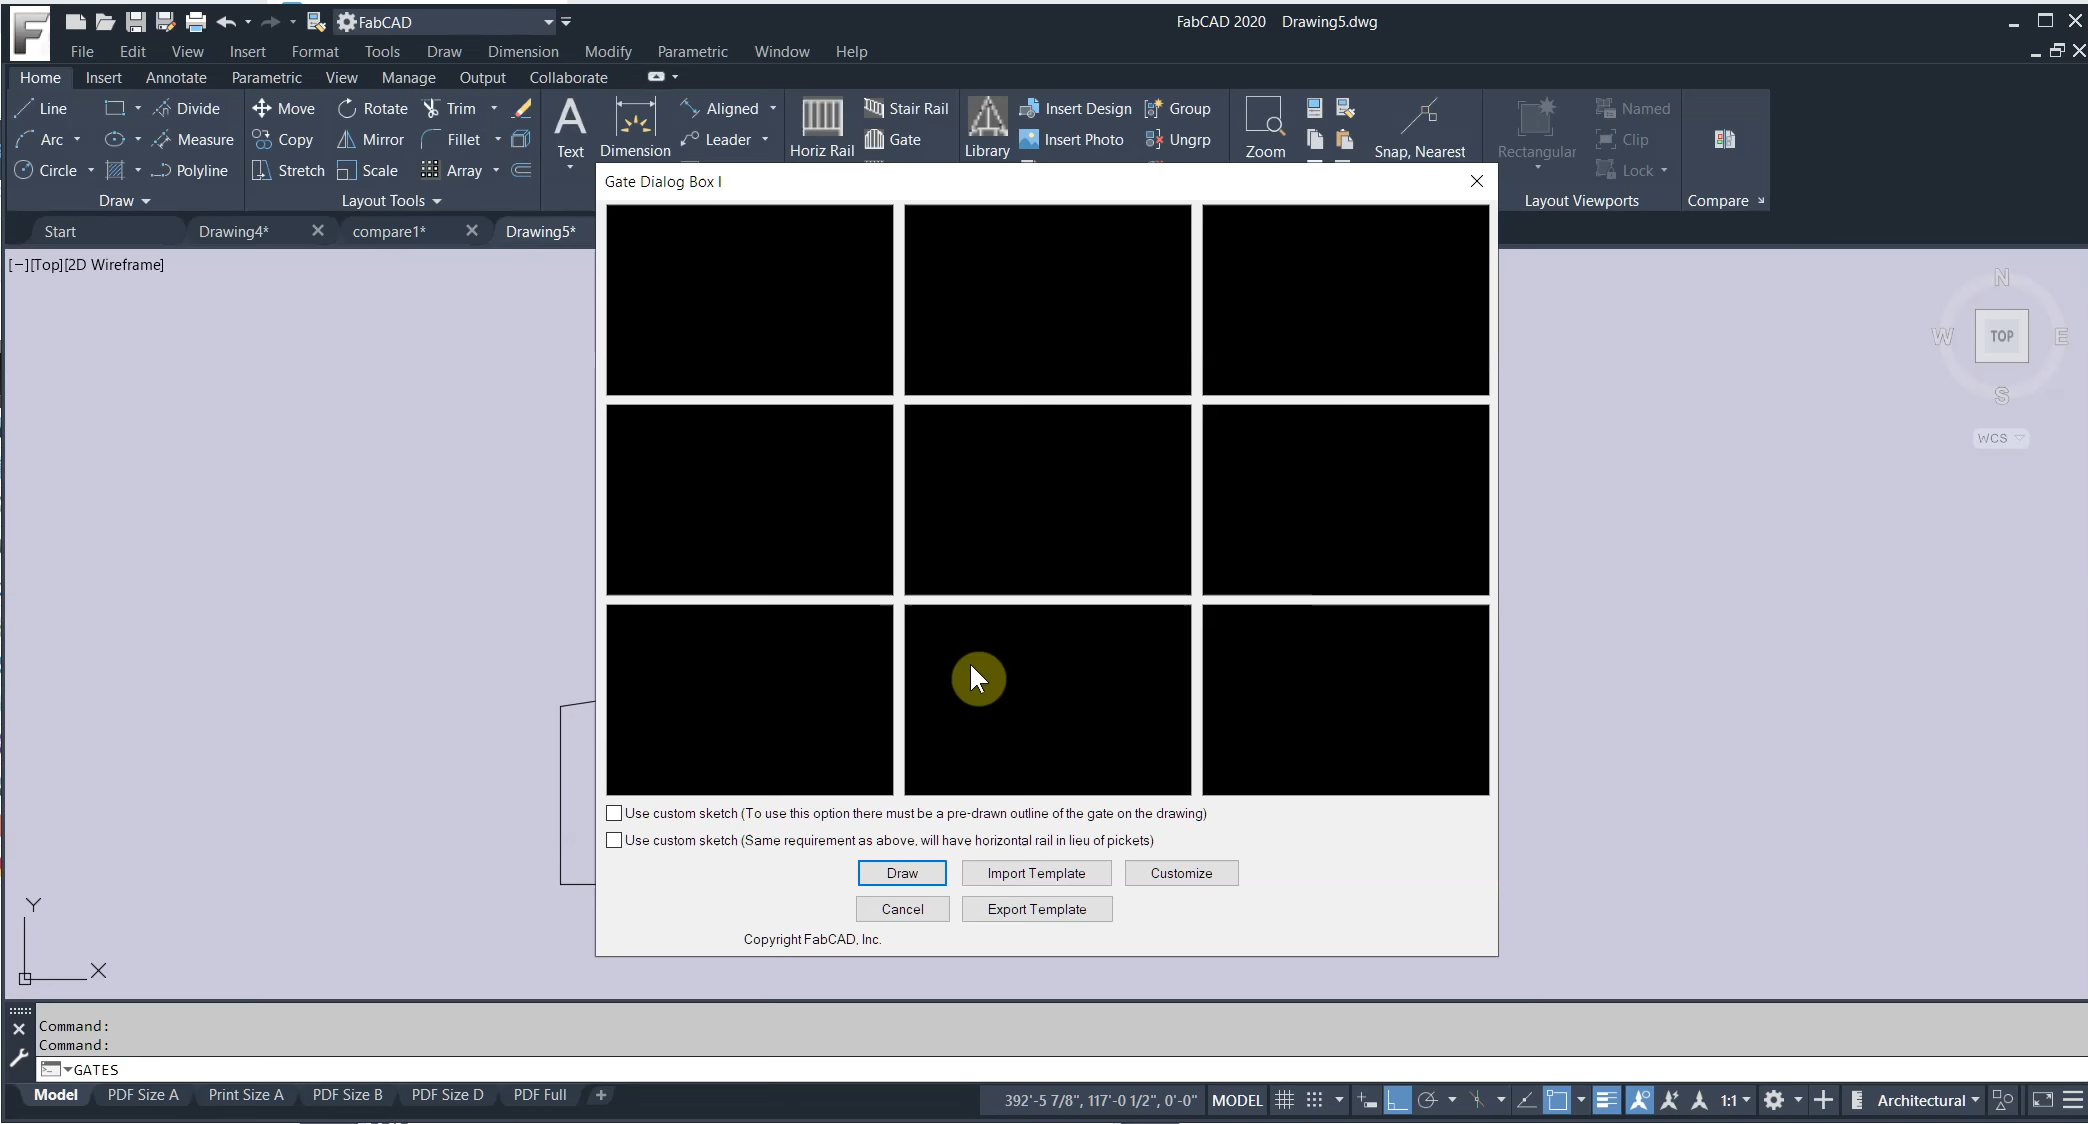 FabCAD
FabCAD 2020 Drawing5.dwg
File Edit View Insert Format Tools Draw Dimension Modify Parametric Window Help
Home Insert Annotate Parametric View Manage Output Collaborate
Line Divide Move Rotate Trim Aligned Stair Rail Insert Design Group Named
Arc Measure Copy Mirror Fillet Leader Gate Insert Photo Ungrp Clip
Text Dimension Horiz Rail Library Zoom Snap, Nearest Rectangular
Circle Polyline Stretch Scale Array Lock
Draw Layout Tools Layout Viewports Compare
Gate Dialog Box I
Start Drawing4* compare1* Drawing5*
[−][Top][2D Wireframe]
N
W TOP E
S
WCS
Use custom sketch (To use this option there must be a pre-drawn outline of the gate on the drawing)
Use custom sketch (Same requirement as above, will have horizontal rail in lieu of pickets)
Draw Import Template Customize
Cancel Export Template
Copyright FabCAD, Inc.
Y
X
Command:
Command:
GATES
Model PDF Size A Print Size A PDF Size B PDF Size D PDF Full +
392'-5 7/8", 117'-0 1/2", 0'-0" MODEL 1:1 Architectural